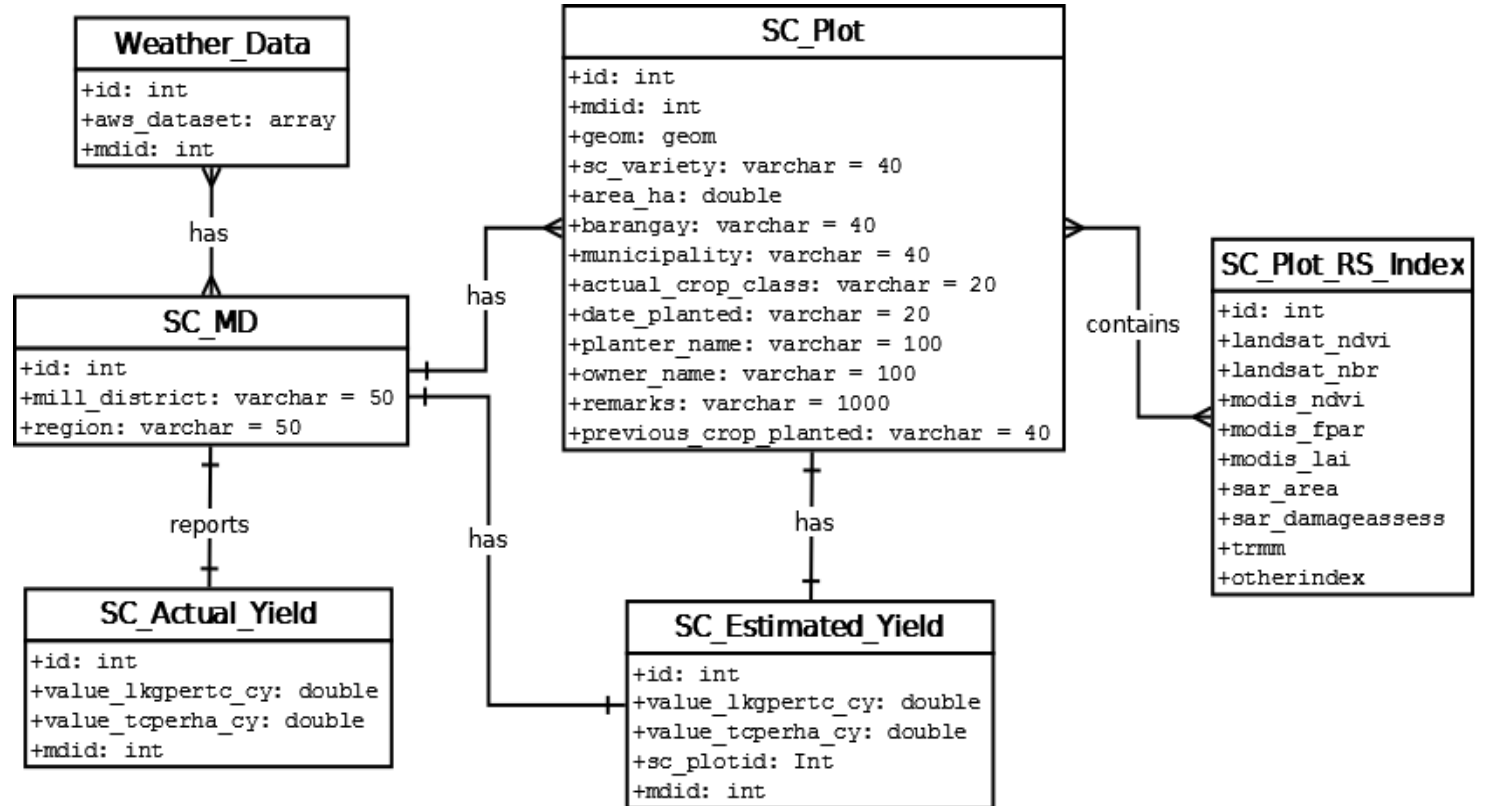 Weather_Data
+id: int
+aws_dataset: array
+mdid: int
has
SC_MD
+id: int
+mill_district: varchar = 50
+region: varchar = 50
reports
SC_Actual_Yield
+id: int
+value_lkgpertc_cy: double
+value_tcperha_cy: double
+mdid: int
has
has
SC_Plot
+id: int
+mdid: int
+geom: geom
+sc_variety: varchar = 40
+area_ha: double
+barangay: varchar = 40
+municipality: varchar = 40
+actual_crop_class: varchar = 20
+date_planted: varchar = 20
+planter_name: varchar = 100
+owner_name: varchar = 100
+remarks: varchar = 1000
+previous_crop_planted: varchar = 40
has
SC_Estimated_Yield
+id: int
+value_lkgpertc_cy: double
+value_tcperha_cy: double
+sc_plotid: Int
+mdid: int
contains
SC_Plot_RS_Index
+id: int
+landsat_ndvi
+landsat_nbr
+modis_ndvi
+modis_fpar
+modis_lai
+sar_area
+sar_damageassess
+trmm
+otherindex